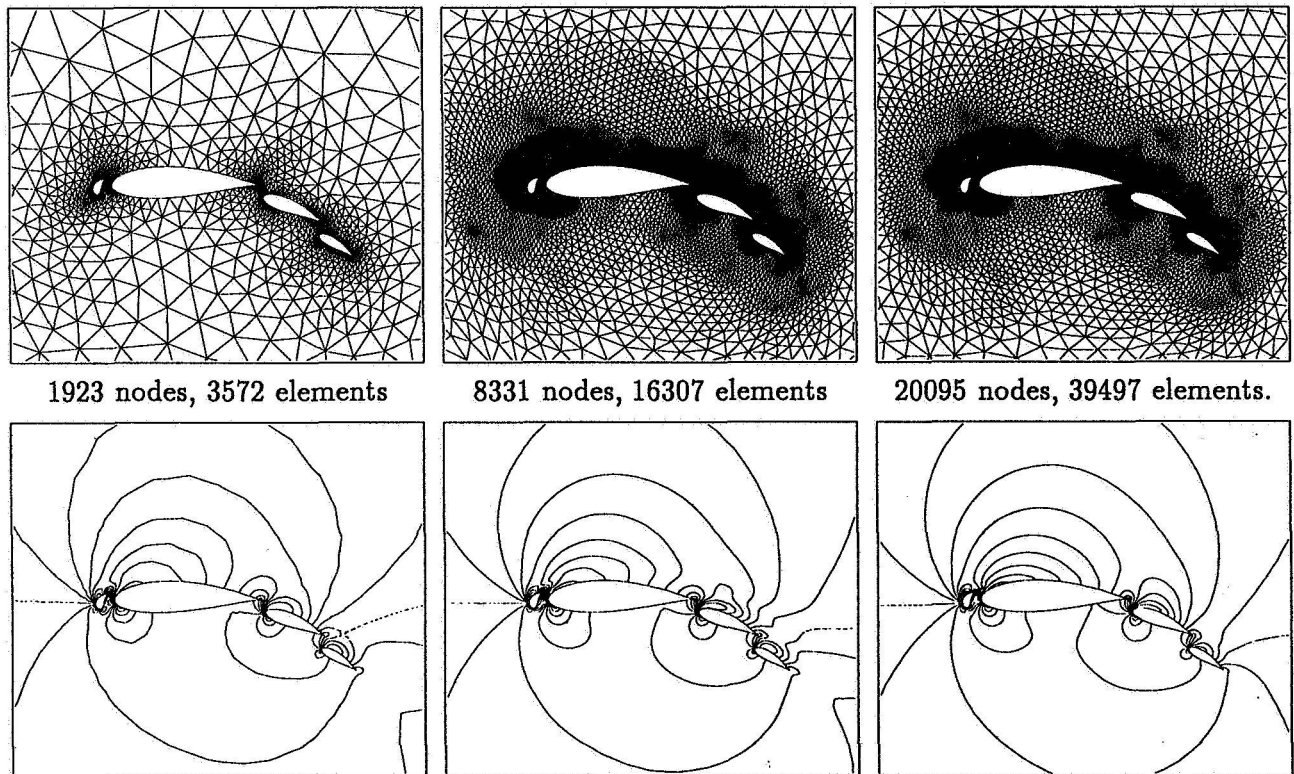 1923 nodes, 3572 elements
8331 nodes, 16307 elements
20095 nodes, 39497 elements.